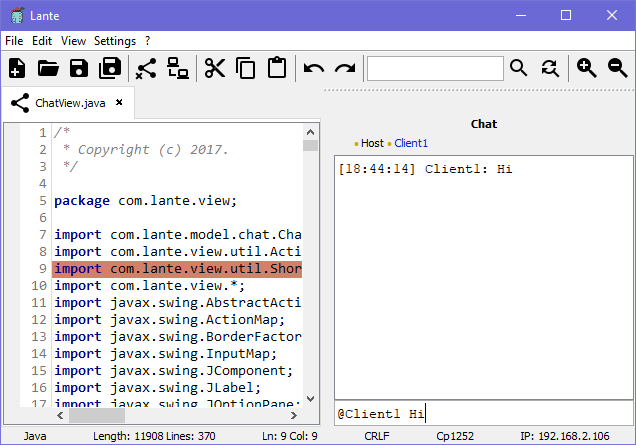 Lante
File Edit View Settings ?
ChatView.java ×
1 /*
2 * Copyright (c) 2017.
3 */
4
5 package com.lante.view;
6
7 import com.lante.model.chat.Cha
8 import com.lante.view.util.Acti
9 import com.lante.view.util.Shor
10 import com.lante.view.*;
11 import javax.swing.AbstractActi
12 import javax.swing.ActionMap;
13 import javax.swing.BorderFactor
14 import javax.swing.InputMap;
15 import javax.swing.JComponent;
16 import javax.swing.JLabel;
17 import javax.swing.JOptionPane;
Chat
Host Client1
[18:44:14] Client1: Hi
@Client1 Hi
Java Length: 11908 Lines: 370 Ln: 9 Col: 9 CRLF Cp1252 IP: 192.168.2.106